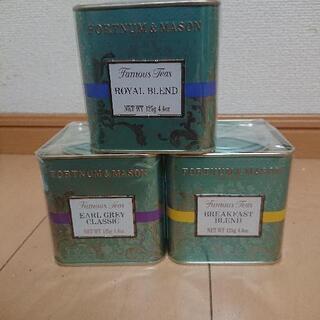 FORTNUM & MASON
Famous Teas
ROYAL BLEND
NET WT 125g 4.4oz
FORTNUM & MASON
Famous Teas
EARL GREY
CLASSIC
NET WT 125g 4.4oz
FORTNUM & MASON
Famous Teas
BREAKFAST
BLEND
NET WT 125g 4.4oz